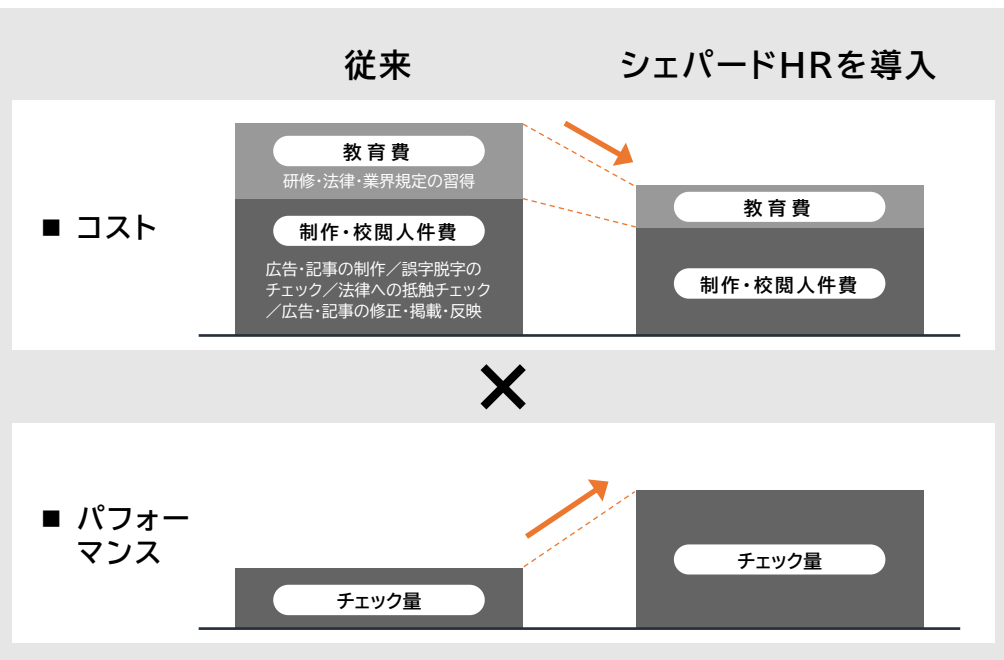 従来
シェパードHRを導入
■ コスト
教育費
研修・法律・業界規定の習得
制作・校閲人件費
広告・記事の制作／誤字脱字の
チェック／法律への抵触チェック
／広告・記事の修正・掲載・反映
教育費
制作・校閲人件費
×
■ パフォー
マンス
チェック量
チェック量